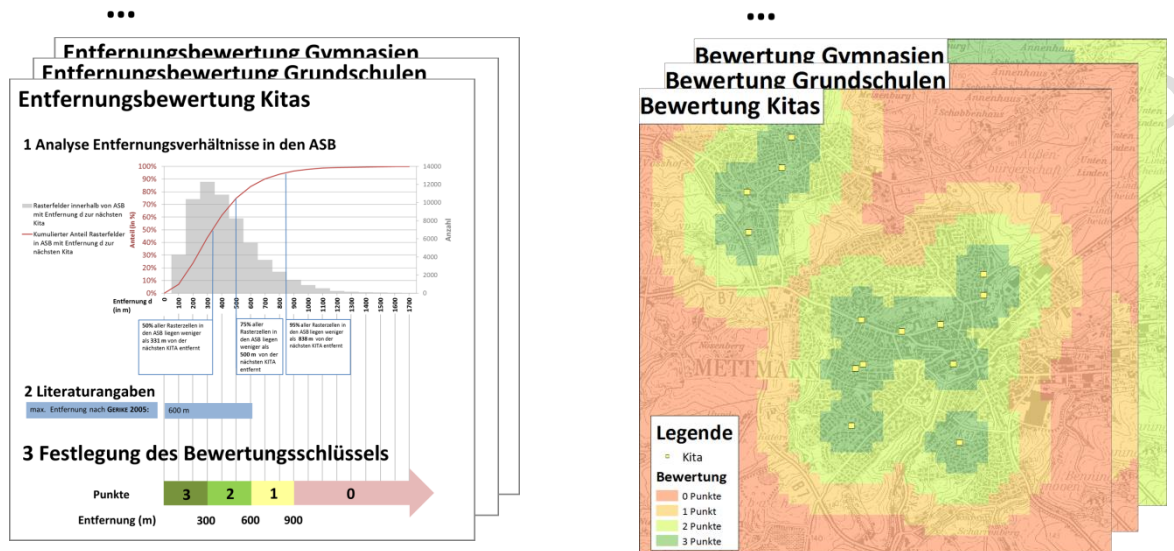 ...
Entfernungsbewertung Gymnasien
Entfernungsbewertung Grundschulen
Entfernungsbewertung Kitas
1 Analyse Entfernungsverhältnisse in den ASB
Rasterfelder innerhalb von ASB
mit Entfernung d zur nächsten
Kita
Kumulierter Anteil Rasterfelder
in ASB mit Entfernung d zur
nächsten Kita
Anteil (in %)
100%
90%
80%
70%
60%
50%
40%
30%
20%
10%
0%
14000
12000
10000
8000
6000
4000
2000
0
Anzahl
Entfernung d
(in m)
0
100
200
300
400
500
600
700
800
900
1000
1100
1200
1300
1400
1500
1600
1700
50% aller Rasterzellen in
den ASB liegen weniger
als 331 m von der
nächsten KITA entfernt
75% aller
Rasterzellen in
den ASB liegen
weniger als
500 m von der
nächsten KITA
entfernt
95% aller Rasterzellen in
den ASB liegen weniger
als 838 m von der
nächsten KITA entfernt
2 Literaturangaben
max. Entfernung nach GERIKE 2005:
600 m
3 Festlegung des Bewertungsschlüssels
Punkte
3
2
1
0
Entfernung (m)
300
600
900
...
Bewertung Gymnasien
Bewertung Grundschulen
Bewertung Kitas
Annenhaus
Annenhaus
Schabbenhaus
METTMANN
B 7
B7
Legende
Kita
Bewertung
0 Punkte
1 Punkt
2 Punkte
3 Punkte